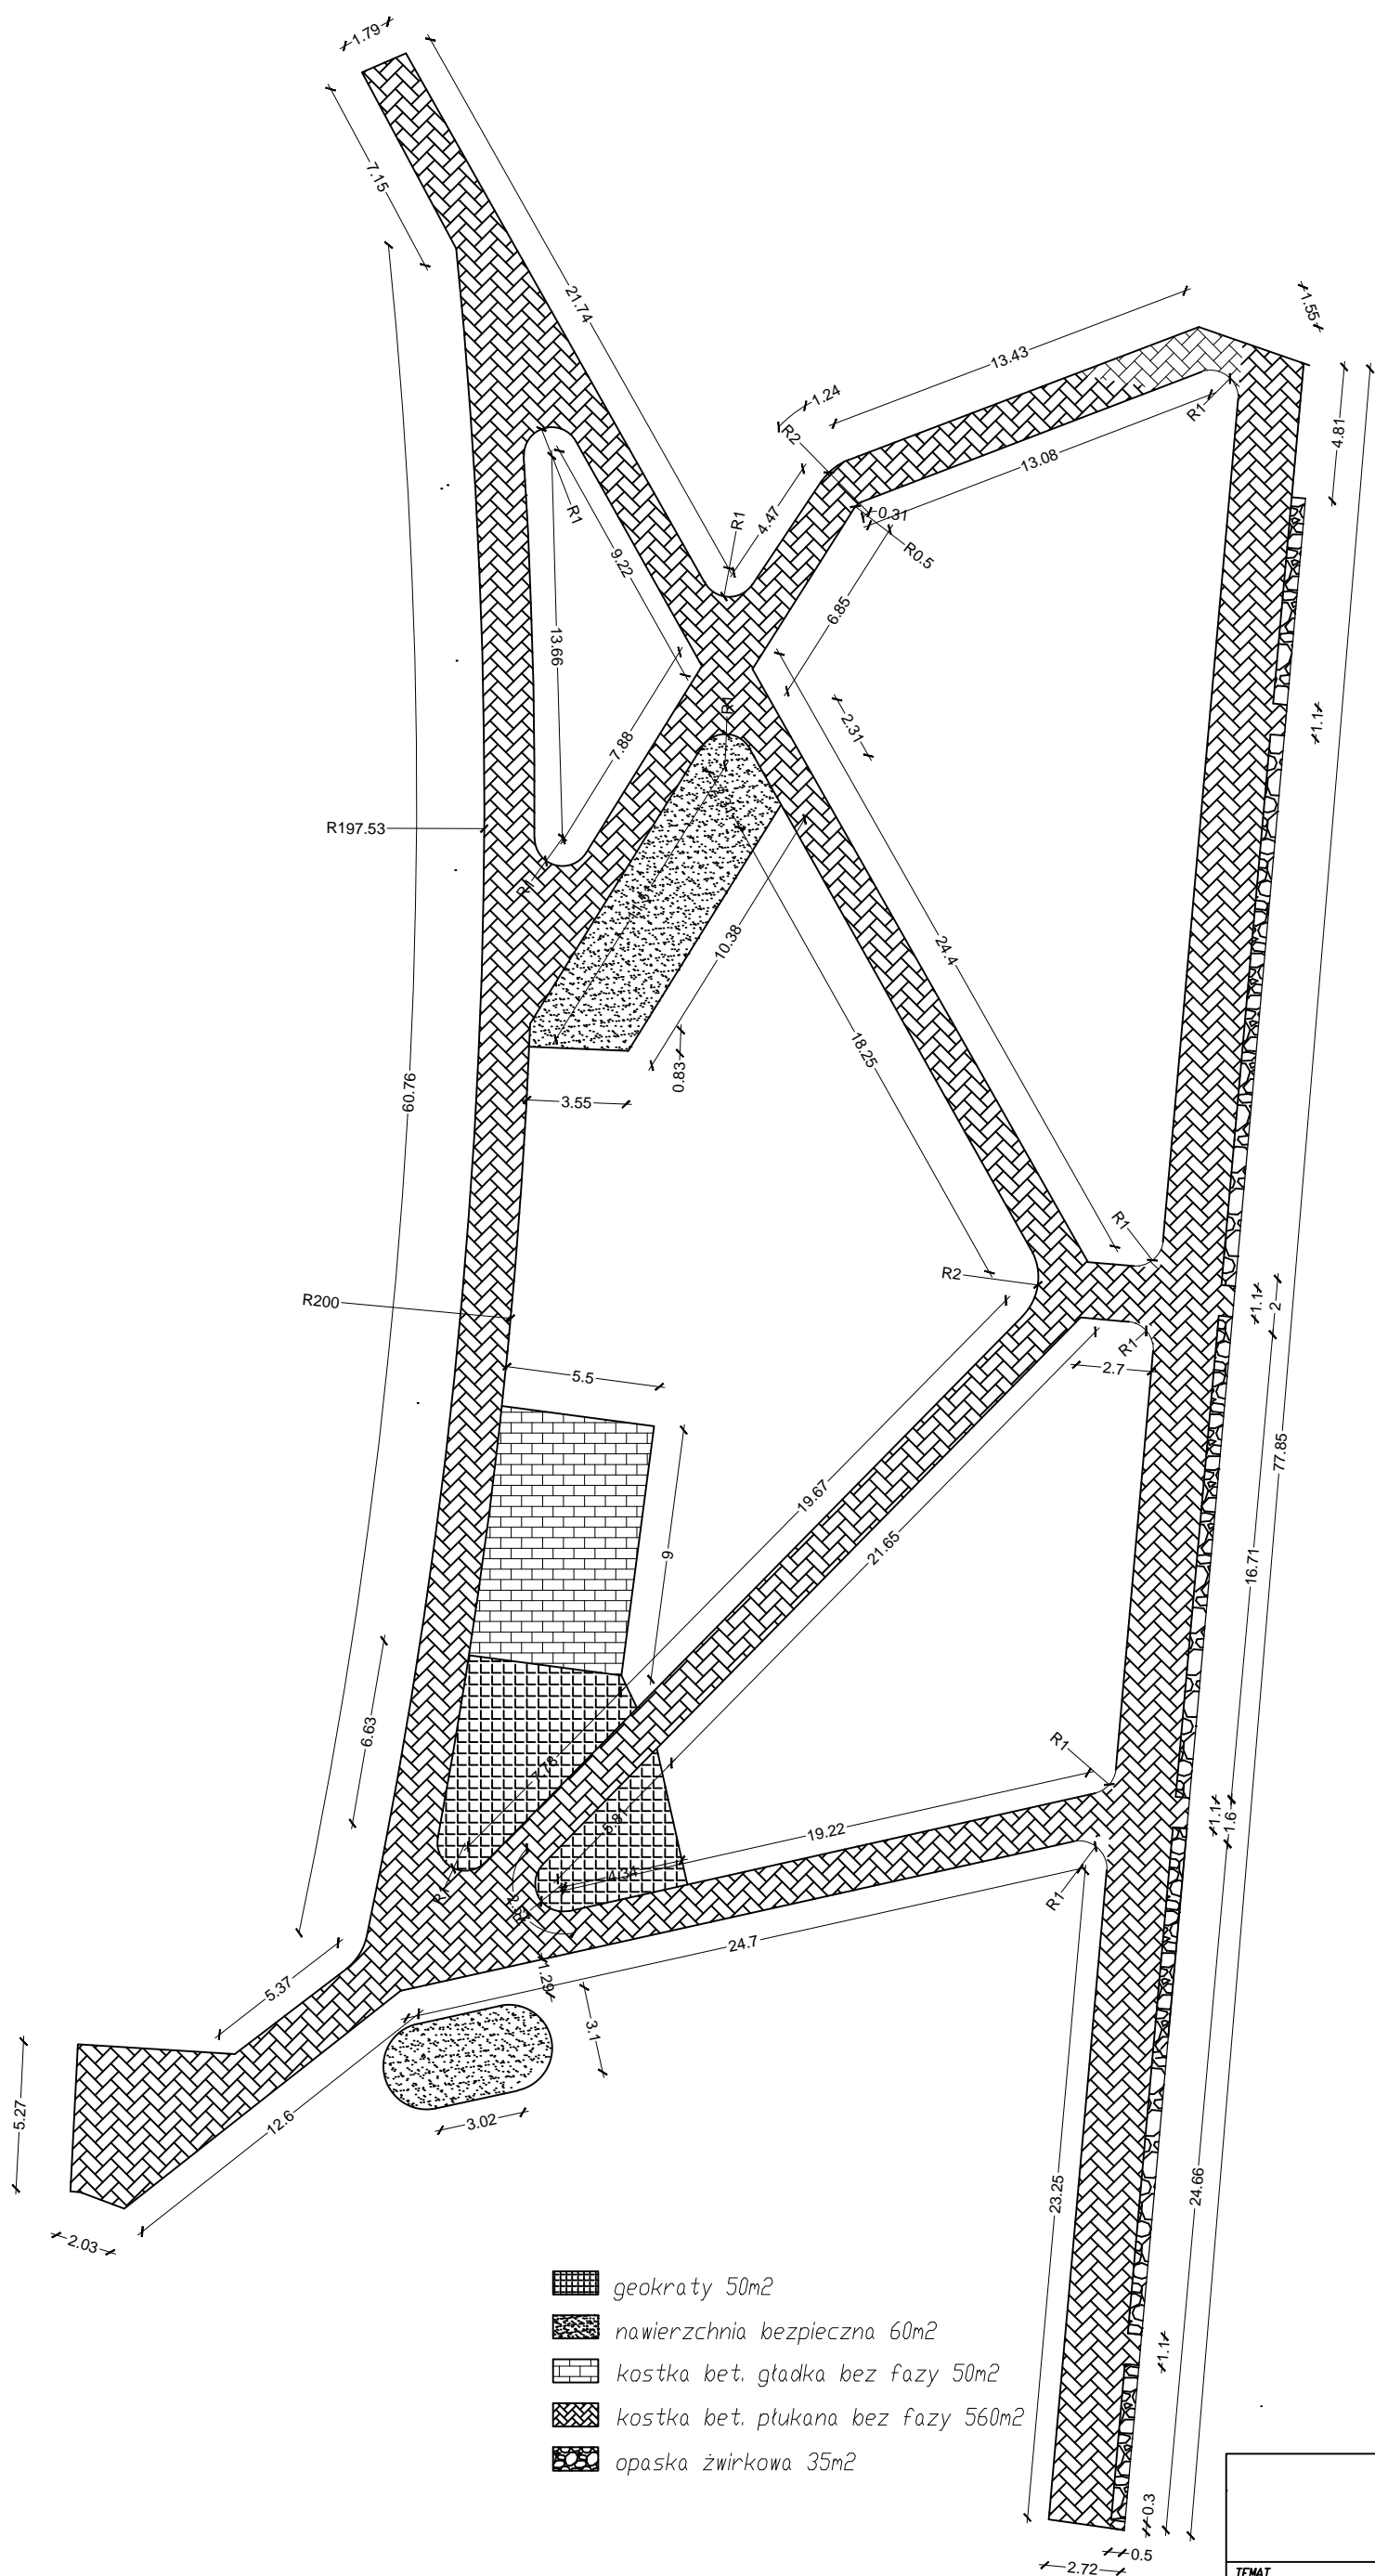 1.79
7.15
21.74
1.55
13.43
1.24
R2
4.81
R1
13.08
4.47
R1
0.31
R0.5
R1
9.22
6.85
13.66
R1
2.31
1.1
7.88
R197.53
R1
10.38
24.4
18.25
0.83
3.55
60.76
R1
R2
1.1
2
R200
R1
2.7
5.5
77.85
19.67
9
21.65
16.71
6.63
R1
7.78
1.1
1.6
19.22
4.34
R1
R1
24.7
1.29
5.37
3.1
5.27
12.6
3.02
23.25
24.66
2.03
geokraty 50m2
nawierzchnia bezpieczna 60m2
kostka bet. gładka bez fazy 50m2
1.1
kostka bet. płukana bez fazy 560m2
opaska żwirkowa 35m2
0.3
0.5
2.72
TEMAT